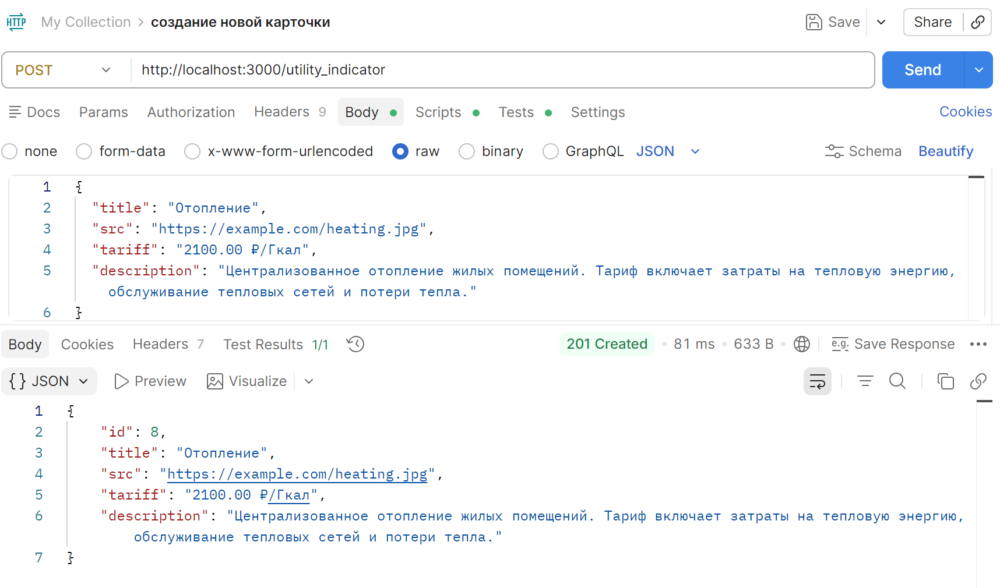 HTTP My Collection > создание новой карточки Save Share
POST http://localhost:3000/utility_indicator Send
Docs Params Authorization Headers 9 Body Scripts Tests Settings Cookies
none form-data x-www-form-urlencoded raw binary GraphQL JSON Schema Beautify
1 {
2 "title": "Отопление",
3 "src": "https://example.com/heating.jpg",
4 "tariff": "2100.00 ₽/Гкал",
5 "description": "Централизованное отопление жилых помещений. Тариф включает затраты на тепловую энергию,
обслуживание тепловых сетей и потери тепла."
6 }
Body Cookies Headers 7 Test Results 1/1 201 Created • 81 ms • 633 B • e.g. Save Response
{} JSON Preview Visualize
1 {
2 "id": 8,
3 "title": "Отопление",
4 "src": "https://example.com/heating.jpg",
5 "tariff": "2100.00 ₽/Гкал",
6 "description": "Централизованное отопление жилых помещений. Тариф включает затраты на тепловую энергию,
обслуживание тепловых сетей и потери тепла."
7 }